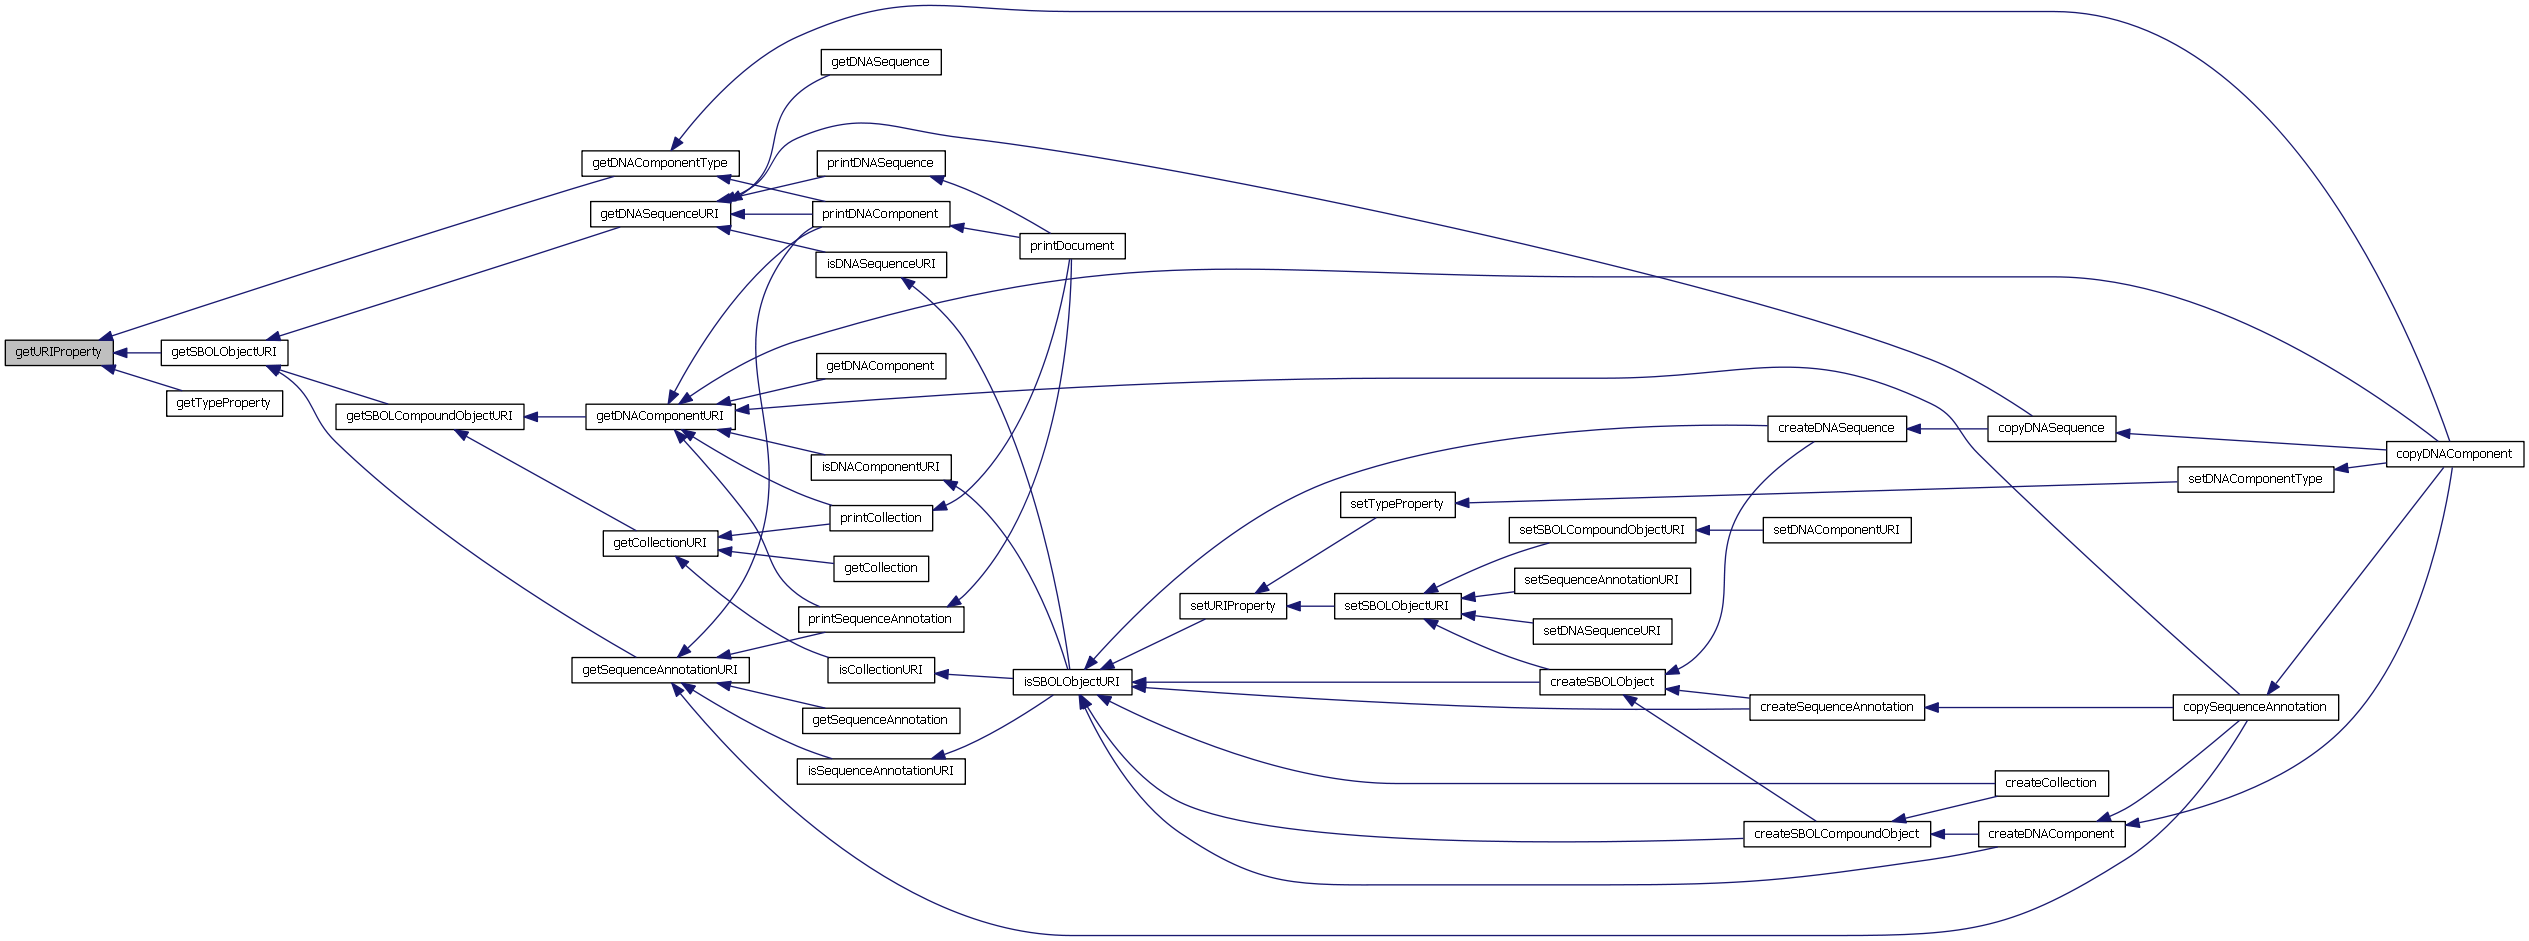 getURIProperty
getSBOLObjectURI
getTypeProperty
getSBOLCompoundObjectURI
getDNAComponentType
getDNASequenceURI
getDNAComponentURI
getCollectionURI
getSequenceAnnotationURI
getDNASequence
printDNASequence
printDNAComponent
isDNASequenceURI
getDNAComponent
isDNAComponentURI
printCollection
getCollection
printSequenceAnnotation
isCollectionURI
getSequenceAnnotation
isSequenceAnnotationURI
printDocument
isSBOLObjectURI
setURIProperty
setTypeProperty
setSBOLObjectURI
setSBOLCompoundObjectURI
setSequenceAnnotationURI
setDNASequenceURI
createSBOLObject
createDNASequence
setDNAComponentURI
createSequenceAnnotation
createSBOLCompoundObject
copyDNASequence
createCollection
createDNAComponent
setDNAComponentType
copySequenceAnnotation
copyDNAComponent